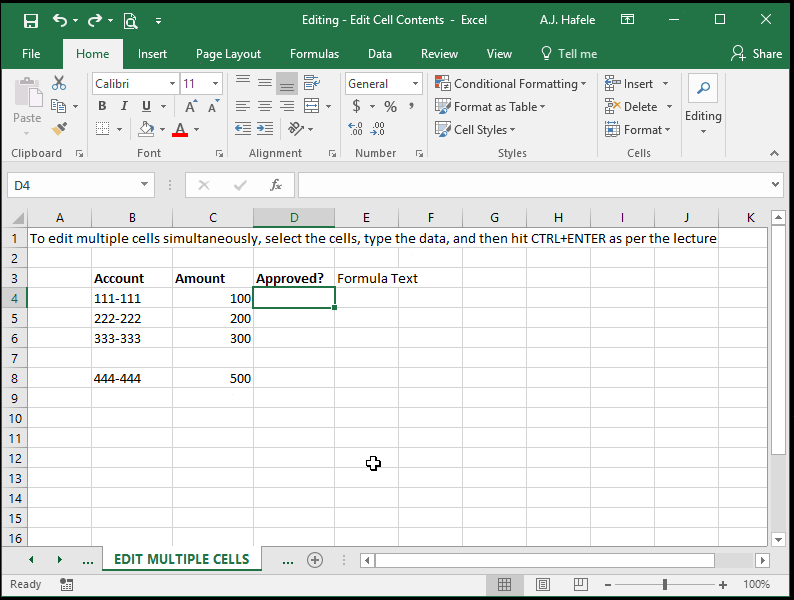 Editing - Edit Cell Contents - Excel A.J. Hafele
File Home Insert Page Layout Formulas Data Review View Tell me Share
Calibri 11 General Conditional Formatting Insert
Paste B I U A A $ % , Format as Table Delete Editing
A .00 .0 Cell Styles Format
Clipboard Font Alignment Number Styles Cells
D4 fx
A B C D E F G H I J K
1 To edit multiple cells simultaneously, select the cells, type the data, and then hit CTRL+ENTER as per the lecture
2
3 Account Amount Approved? Formula Text
4 111-111 100
5 222-222 200
6 333-333 300
7
8 444-444 500
9
10
11
12
13
14
15
16
... EDIT MULTIPLE CELLS ...
Ready 100%